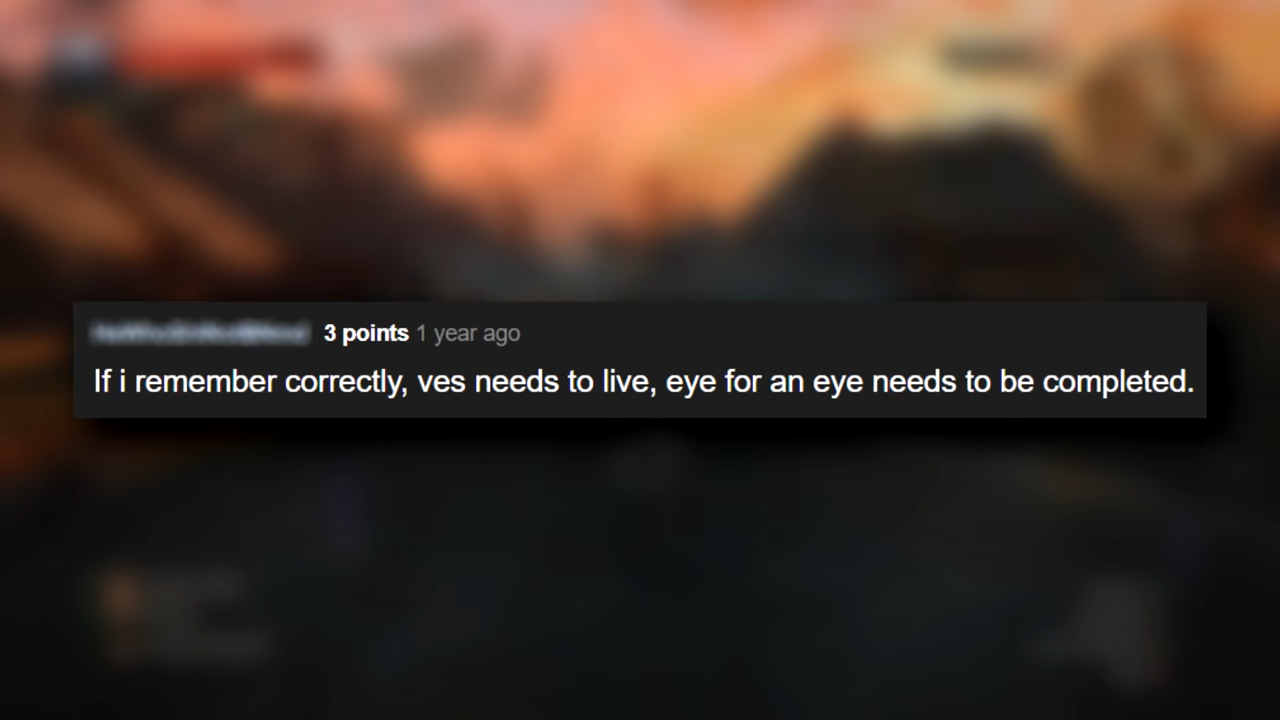 3 points 1 year ago
If i remember correctly, ves needs to live, eye for an eye needs to be completed.